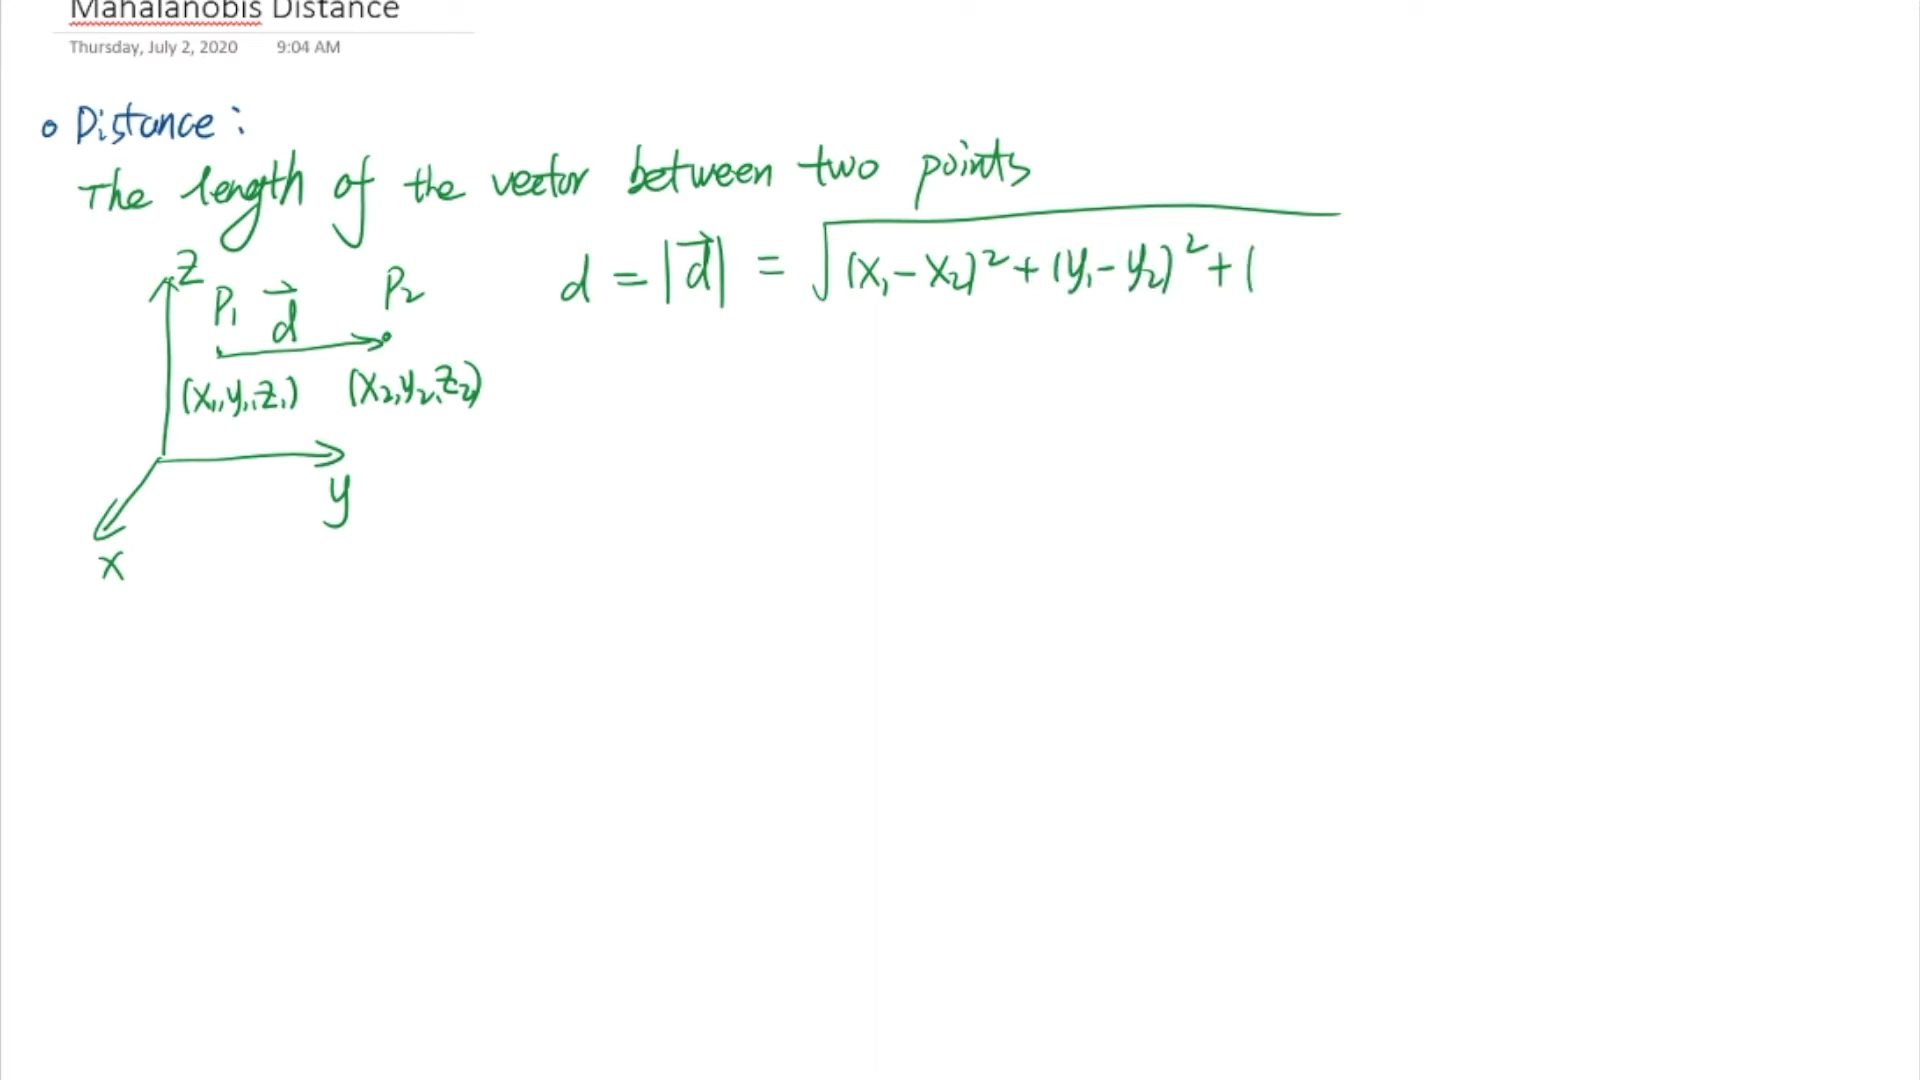 Mahalanobis Distance
Thursday, July 2, 2020 9:04 AM
Distance:
The length of the vector between two points
d = |d⃗| = √(x₁-x₂)²+(y₁-y₂)²+(
z
P₁ d⃗ P₂
(x₁,y₁,z₁) (x₂,y₂,z₂)
y
x